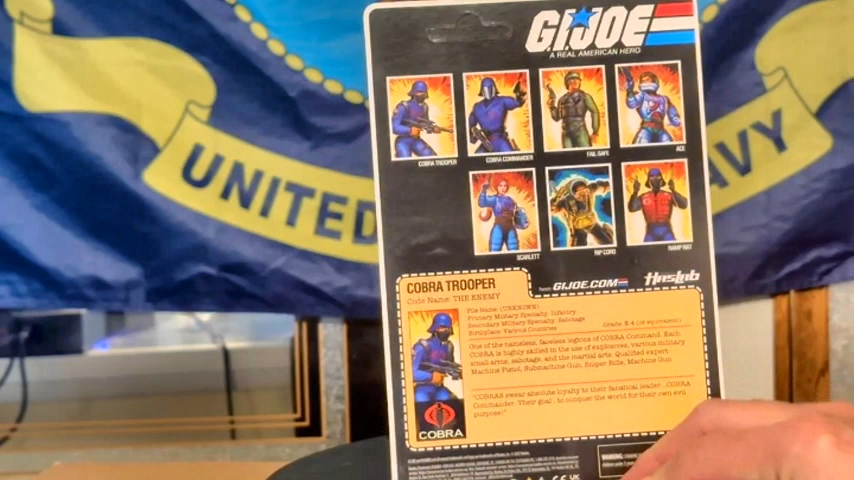 G.I.JOE
A REAL AMERICAN HERO
UNITED
AVY
COBRA TROOPER
COBRA COMMANDER
FAIL-SAFE
ACE
SCARLETT
RIP CORD
RAMP RAT
GIJOE.COM
HASLAB
COBRA TROOPER
Code Name: THE ENEMY
File Name: (UNKNOWN)
Primary Military Specialty: Infantry
Secondary Military Specialty: Sabotage
Birthplace: Various Countries
Grade: E-4 (or equivalent)
One of the nameless, faceless legions of COBRA Command. Each
COBRA is highly skilled in the use of explosives, various military
small-arms, sabotage, and the martial arts. Qualified expert:
Machine Pistol, Submachine Gun, Sniper Rifle, Machine Gun
"COBRAS swear absolute loyalty to their fanatical leader...COBRA
Commander. Their goal...to conquer the world for their own evil
purpose!"
COBRA
WARNING: